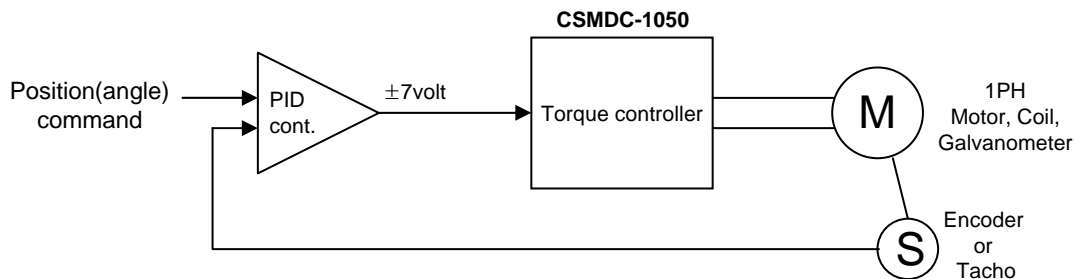 CSMDC-1050
Position(angle)
command
PID
cont.
±7volt
Torque controller
M
1PH
Motor, Coil,
Galvanometer
S
Encoder
or
Tacho